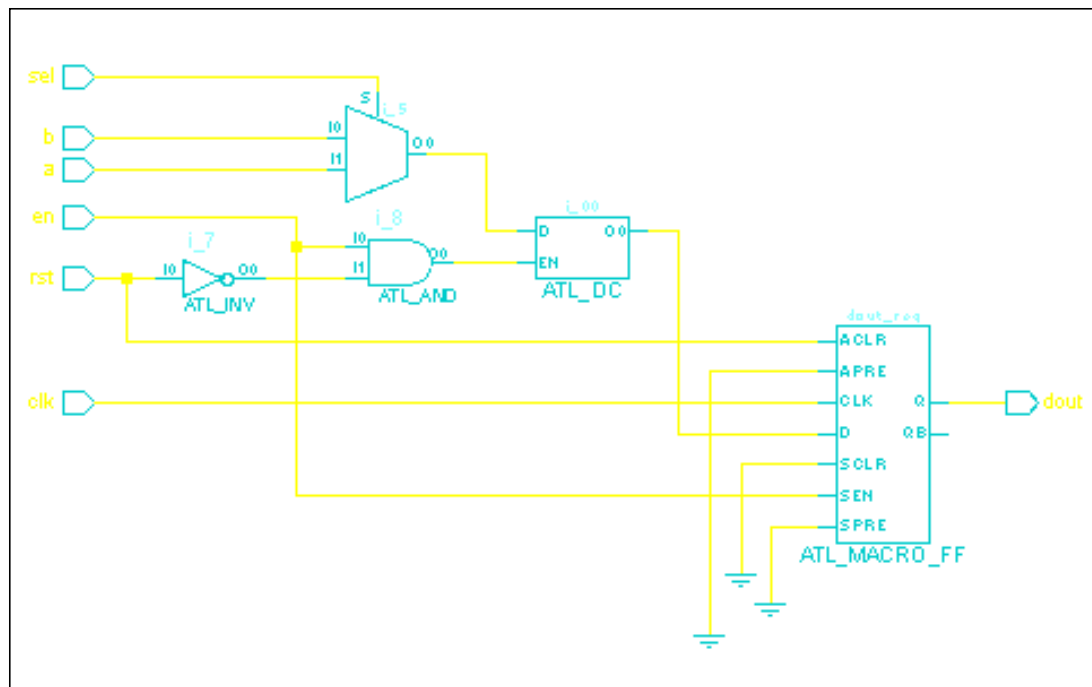 sel
S
i_5
b
I0
O0
a
I1
en
i_8
i_00
I0
O0
D
O0
i_7
rst
I0
O0
I1
EN
ATL_INV
ATL_AND
ATL_DC
dout_reg
ACLR
APRE
clk
CLK
Q
dout
D
QB
SCLR
SEN
SPRE
ATL_MACRO_FF